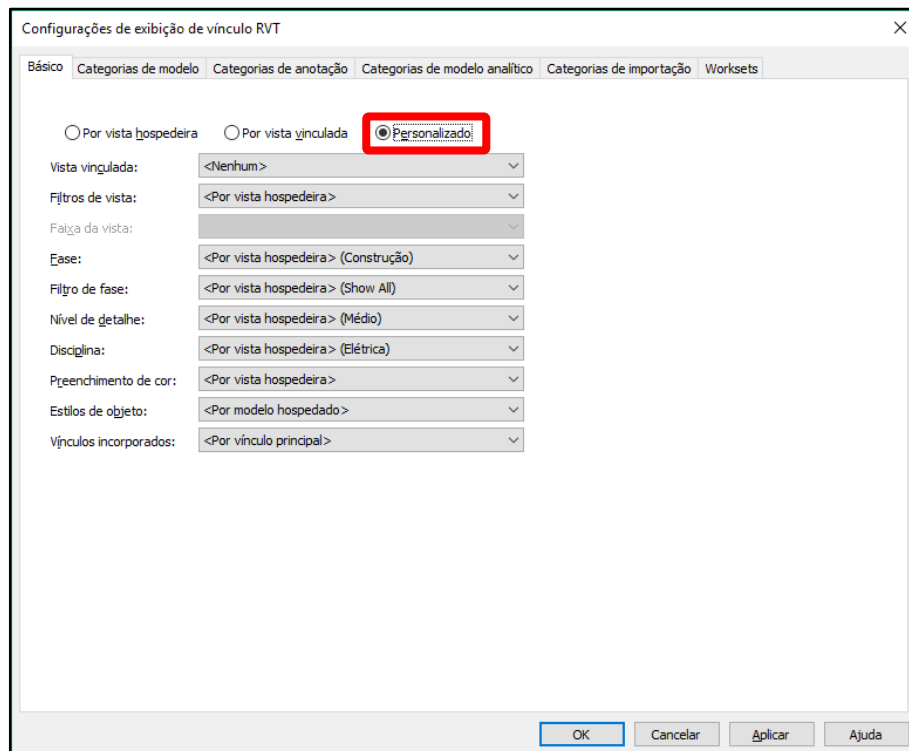 Configurações de exibição de vínculo RVT
Básico Categorias de modelo Categorias de anotação Categorias de modelo analítico Categorias de importação Worksets
Por vista hospedeira Por vista vinculada Personalizado
Vista vinculada: <Nenhum>
Filtros de vista: <Por vista hospedeira>
Faixa da vista:
Fase: <Por vista hospedeira> (Construção)
Filtro de fase: <Por vista hospedeira> (Show All)
Nível de detalhe: <Por vista hospedeira> (Médio)
Disciplina: <Por vista hospedeira> (Elétrica)
Preenchimento de cor: <Por vista hospedeira>
Estilos de objeto: <Por modelo hospedado>
Vínculos incorporados: <Por vínculo principal>
OK Cancelar Aplicar Ajuda